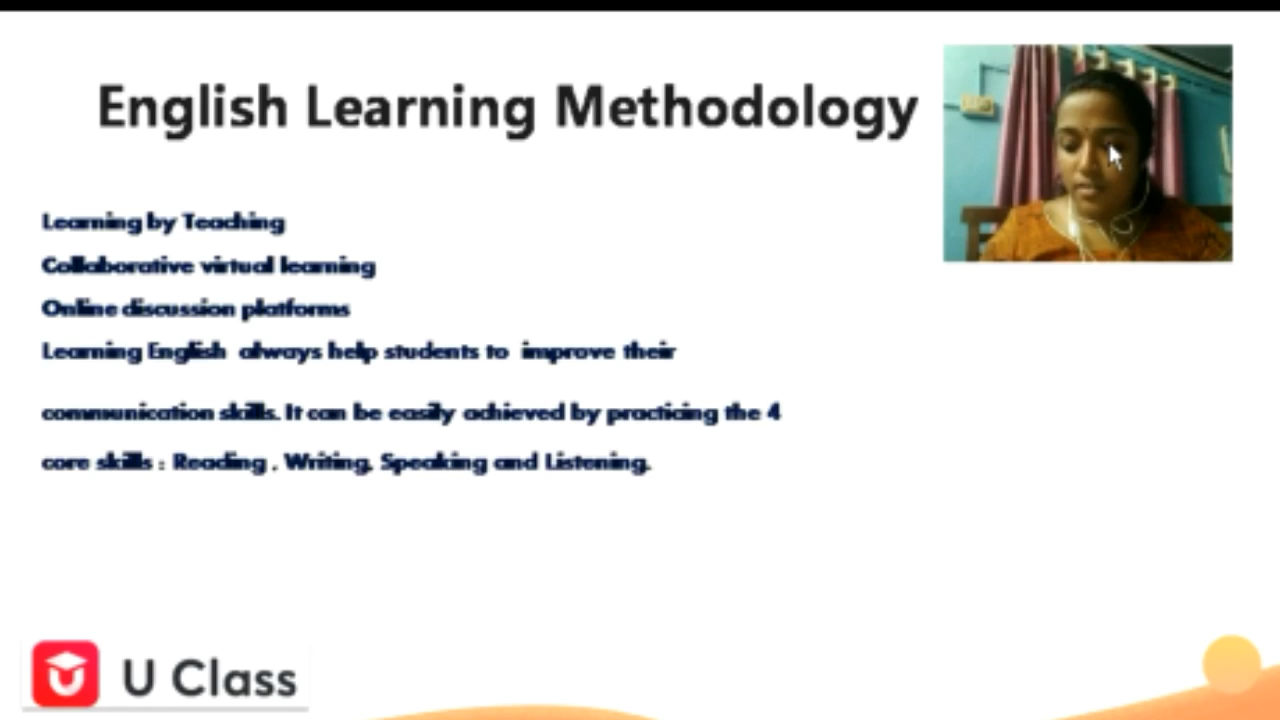 English Learning Methodology
Learning by Teaching
Collaborative virtual learning
Online discussion platforms
Learning English always help students to improve their
communication skills. It can be easily achieved by practicing the 4
core skills : Reading , Writing, Speaking and Listening.
U Class